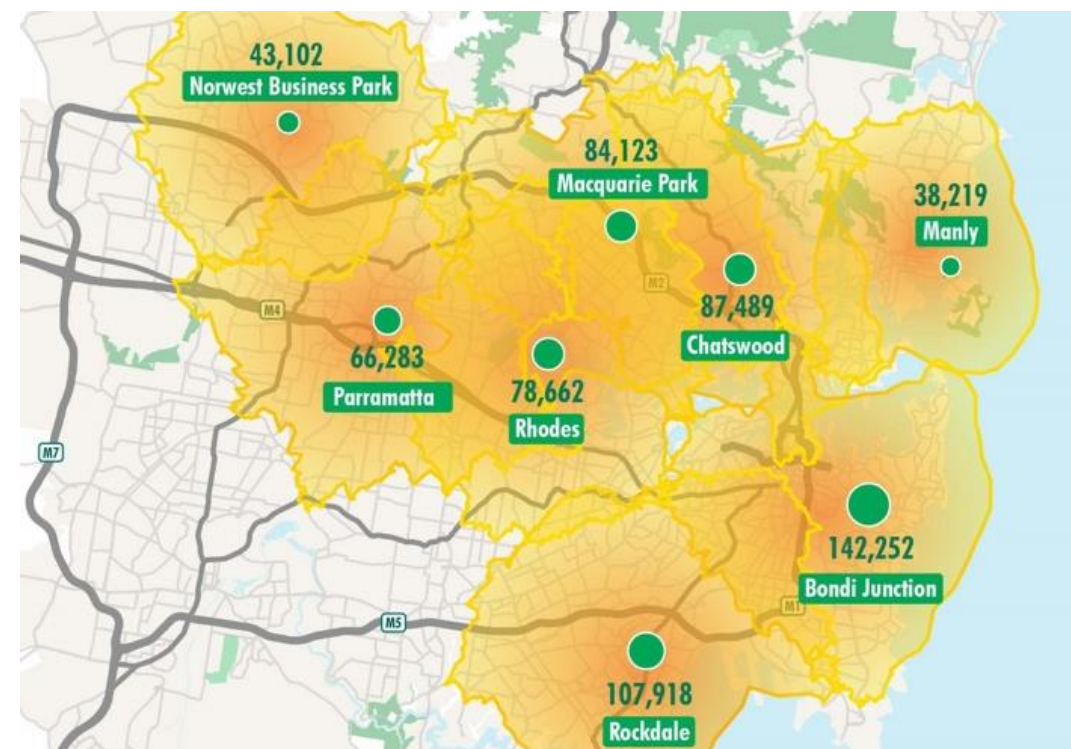 43,102
Norwest Business Park
84,123
Macquarie Park
38,219
Manly
M2
87,489
Chatswood
M4
66,283
Parramatta
78,662
Rhodes
M7
142,252
Bondi Junction
M1
M5
107,918
Rockdale